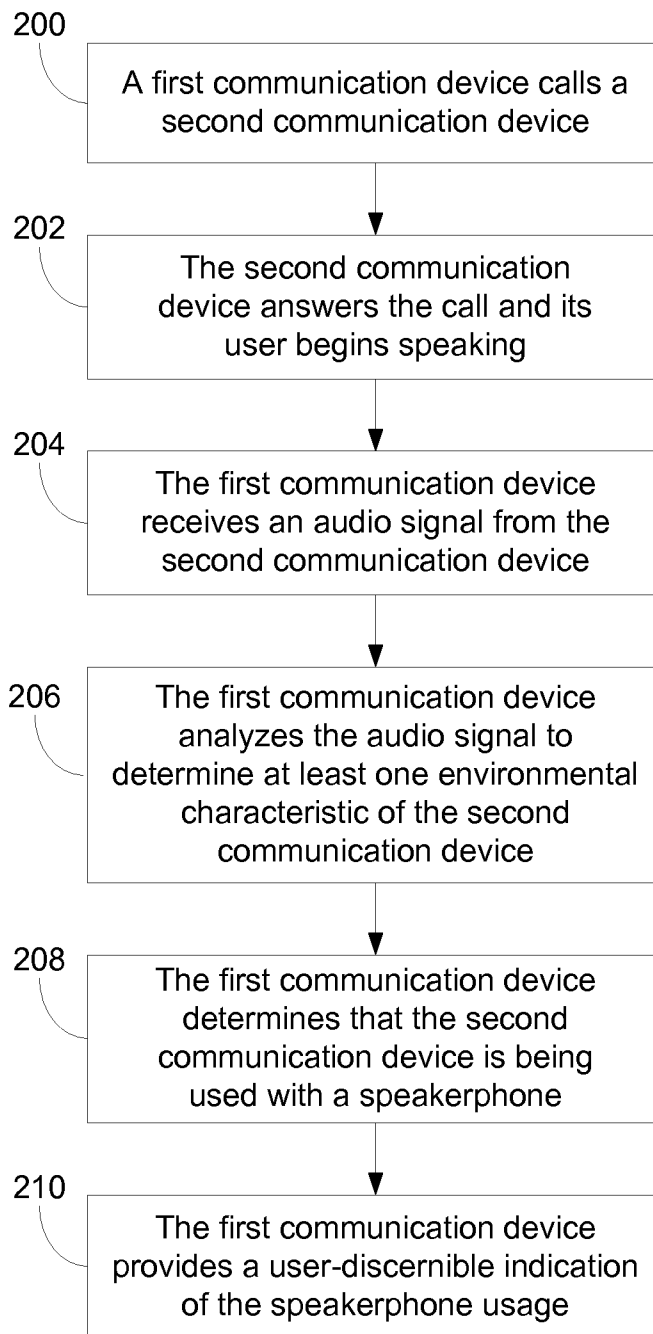 200
A first communication device calls a
second communication device
202
The second communication
device answers the call and its
user begins speaking
204
The first communication device
receives an audio signal from the
second communication device
206
The first communication device
analyzes the audio signal to
determine at least one environmental
characteristic of the second
communication device
208
The first communication device
determines that the second
communication device is being
used with a speakerphone
210
The first communication device
provides a user-discernible indication
of the speakerphone usage